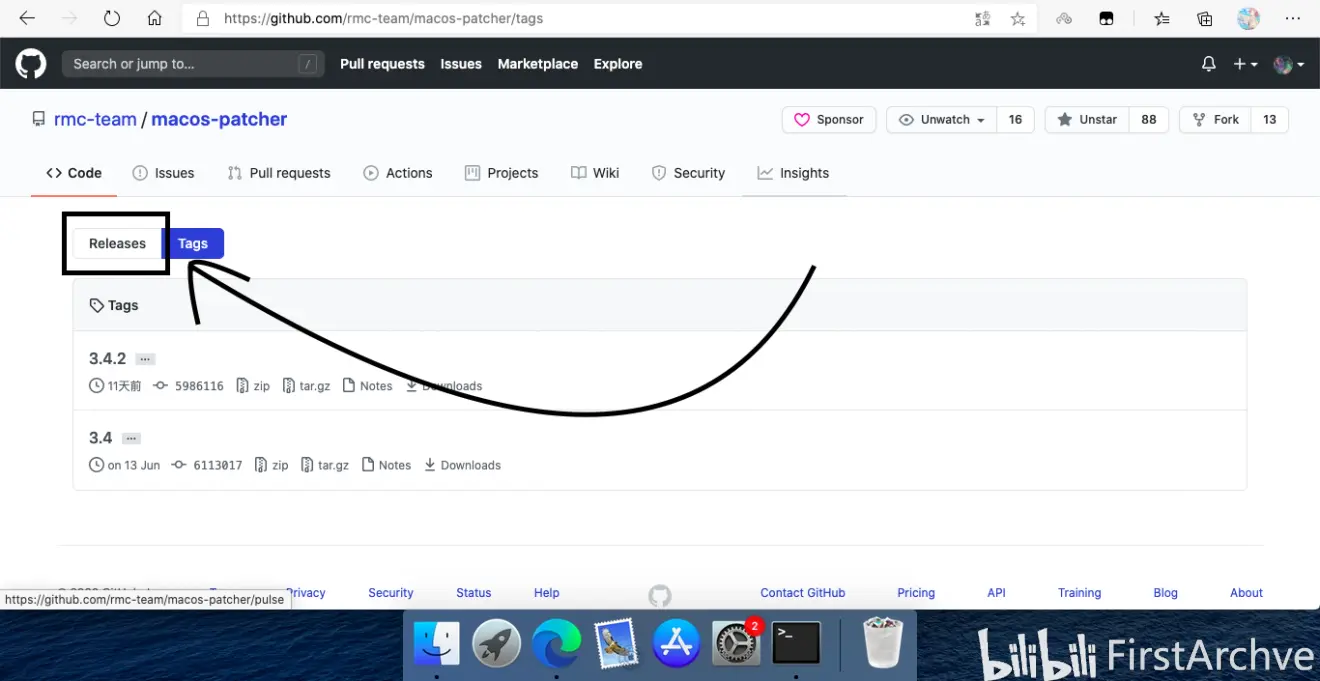 https://github.com/rmc-team/macos-patcher/tags
Search or jump to... / Pull requests Issues Marketplace Explore
rmc-team / macos-patcher Sponsor Unwatch 16 Unstar 88 Fork 13
Code Issues Pull requests Actions Projects Wiki Security Insights
Releases Tags
Tags
3.4.2 ...
11天前 5986116 zip tar.gz Notes Downloads
3.4 ...
on 13 Jun 6113017 zip tar.gz Notes Downloads
Privacy Security Status Help Contact GitHub Pricing API Training Blog About
https://github.com/rmc-team/macos-patcher/pulse
2
>_
bilibili FirstArchve